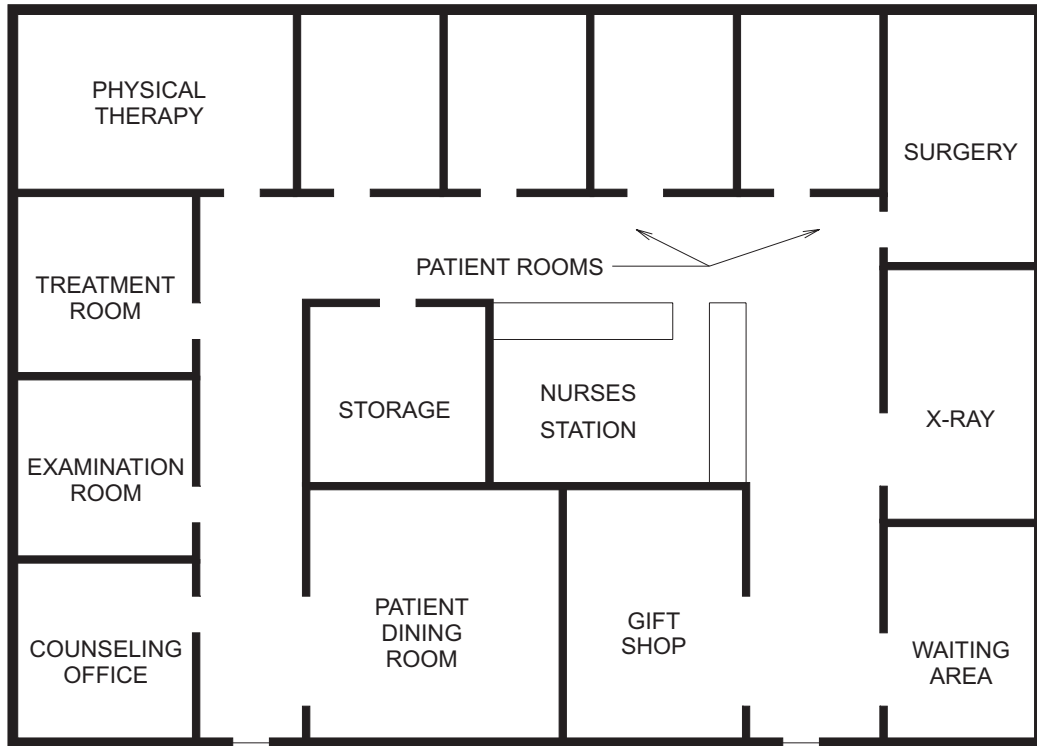 PHYSICAL
THERAPY
SURGERY
PATIENT ROOMS
TREATMENT
ROOM
STORAGE
NURSES
STATION
X-RAY
EXAMINATION
ROOM
COUNSELING
OFFICE
PATIENT
DINING
ROOM
GIFT
SHOP
WAITING
AREA